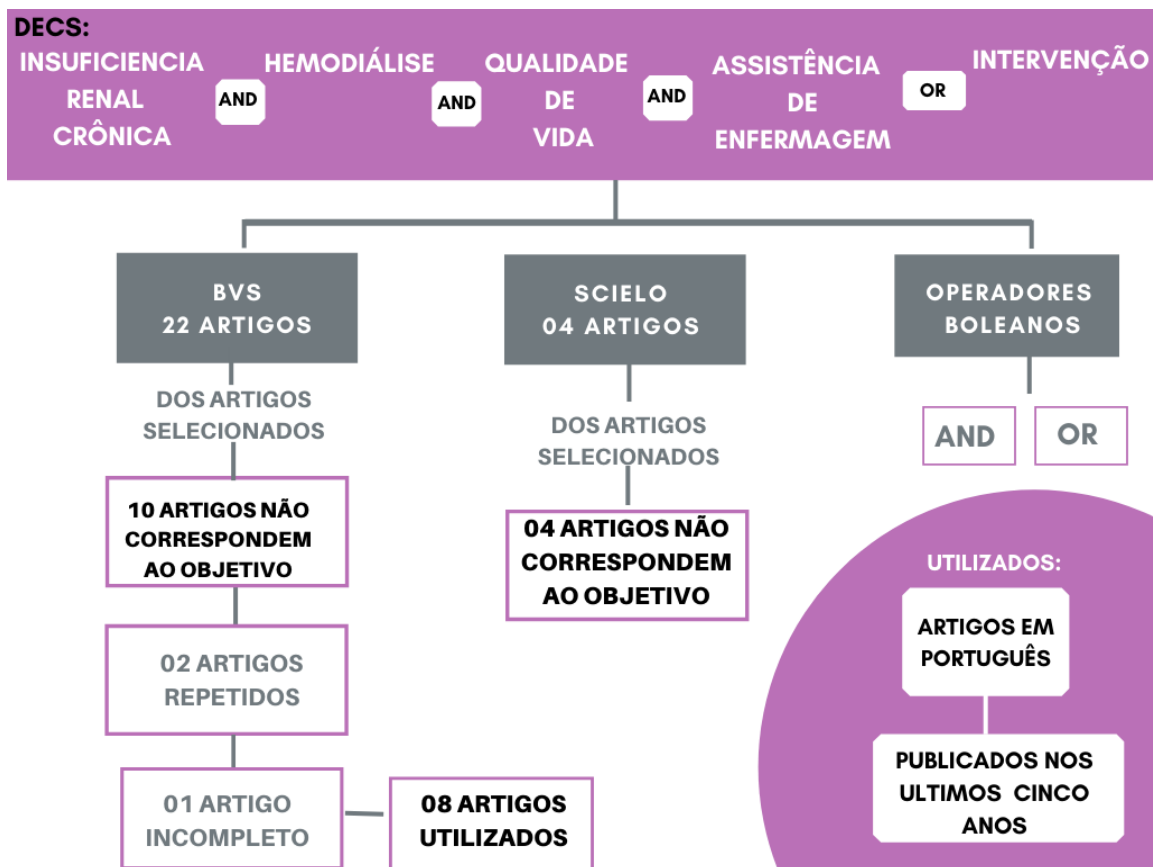 DECS:
INSUFICIENCIA
RENAL
CRÔNICA
AND
HEMODIÁLISE
AND
QUALIDADE
DE
VIDA
AND
ASSISTÊNCIA
DE
ENFERMAGEM
OR
INTERVENÇÃO
BVS
22 ARTIGOS
DOS ARTIGOS
SELECIONADOS
10 ARTIGOS NÃO
CORRESPONDEM
AO OBJETIVO
02 ARTIGOS
REPETIDOS
01 ARTIGO
INCOMPLETO
08 ARTIGOS
UTILIZADOS
SCIELO
04 ARTIGOS
DOS ARTIGOS
SELECIONADOS
04 ARTIGOS NÃO
CORRESPONDEM
AO OBJETIVO
OPERADORES
BOLEANOS
AND
OR
UTILIZADOS:
ARTIGOS EM
PORTUGUÊS
PUBLICADOS NOS
ULTIMOS CINCO
ANOS